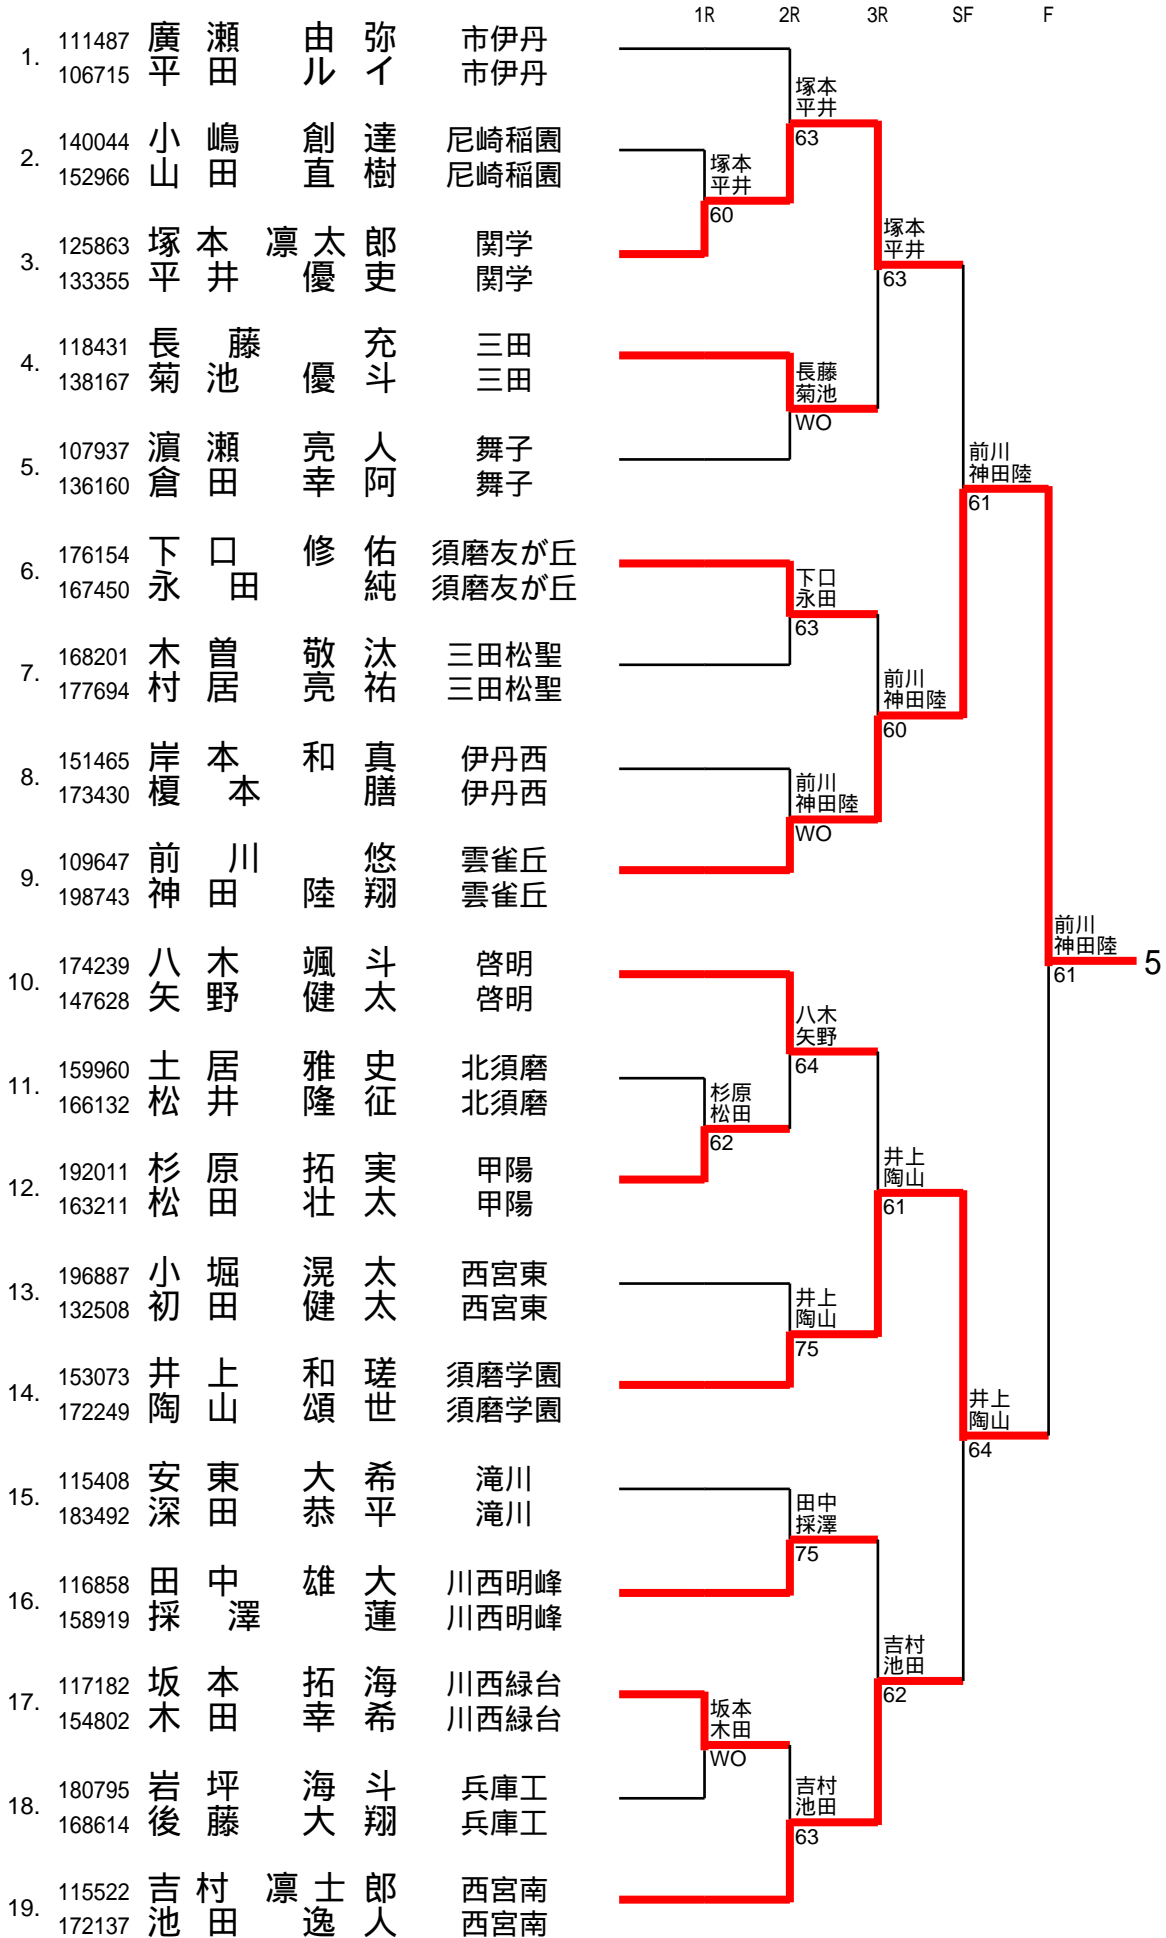 1R 2R 3R SF F
1. 111487 廣瀬 由弥 市伊丹
106715 平田 ルイ 市伊丹
2. 140044 小嶋 創達 尼崎稲園
152966 山田 直樹 尼崎稲園
3. 125863 塚本 凛太郎 関学
133355 平井 優吏 関学
4. 118431 長藤 充 三田
138167 菊池 優斗 三田
5. 107937 濵瀬 亮人 舞子
136160 倉田 幸阿 舞子
6. 176154 下口 修佑 須磨友が丘
167450 永田 純 須磨友が丘
7. 168201 木曽 敬汰 三田松聖
177694 村居 亮祐 三田松聖
8. 151465 岸本 和真 伊丹西
173430 榎本 膳 伊丹西
9. 109647 前川 悠 雲雀丘
198743 神田 陸翔 雲雀丘
10. 174239 八木 颯斗 啓明
147628 矢野 健太 啓明
11. 159960 土居 雅史 北須磨
166132 松井 隆征 北須磨
12. 192011 杉原 拓実 甲陽
163211 松田 壮太 甲陽
13. 196887 小堀 滉太 西宮東
132508 初田 健太 西宮東
14. 153073 井上 和瑳 須磨学園
172249 陶山 頌世 須磨学園
15. 115408 安東 大希 滝川
183492 深田 恭平 滝川
16. 116858 田中 雄大 川西明峰
158919 採澤 蓮 川西明峰
17. 117182 坂本 拓海 川西緑台
154802 木田 幸希 川西緑台
18. 180795 岩坪 海斗 兵庫工
168614 後藤 大翔 兵庫工
19. 115522 吉村 凛士郎 西宮南
172137 池田 逸人 西宮南
塚本
平井
60
杉原
松田
62
坂本
木田
WO
塚本
平井
63
長藤
菊池
WO
下口
永田
63
前川
神田陸
WO
八木
矢野
64
井上
陶山
75
田中
採澤
75
吉村
池田
63
塚本
平井
63
前川
神田陸
60
井上
陶山
61
吉村
池田
62
前川
神田陸
61
井上
陶山
64
前川
神田陸
61
5